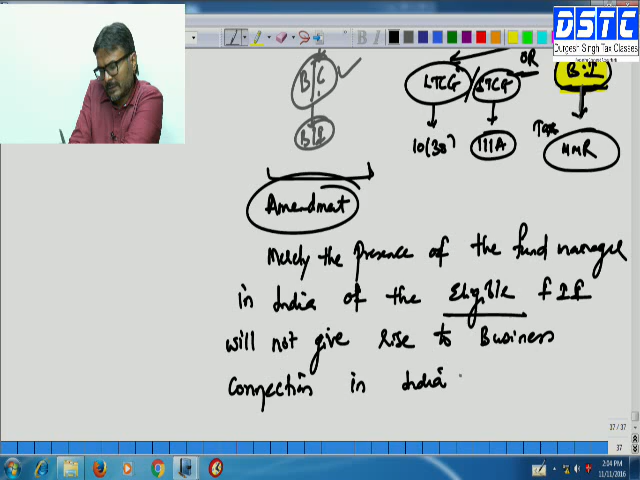 DSTC
Durgesh Singh Tax Classes
OR
B/C
LTCG / STCG
B.I
Tax
10(38)
111A
MMR
Amendment
Merely the presence of the fund manager
in India of the Eligible
will not give rise to Business
connection in India
37 / 37
37
2:04 PM
11/11/2016